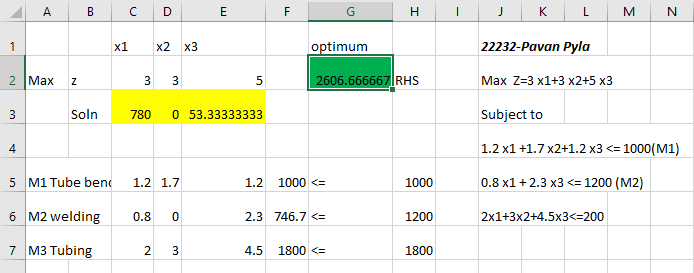 A B C D E F G H I J K L M N
1 x1 x2 x3 optimum 22232-Pavan Pyla
2 Max z 3 3 5 2606.666667 RHS Max Z=3 x1+3 x2+5 x3
3 Soln 780 0 53.33333333 Subject to
4 1.2 x1 +1.7 x2+1.2 x3 <= 1000(M1)
5 M1 Tube benc 1.2 1.7 1.2 1000 <= 1000 0.8 x1 + 2.3 x3 <= 1200 (M2)
6 M2 welding 0.8 0 2.3 746.7 <= 1200 2x1+3x2+4.5x3<=200
7 M3 Tubing 2 3 4.5 1800 <= 1800